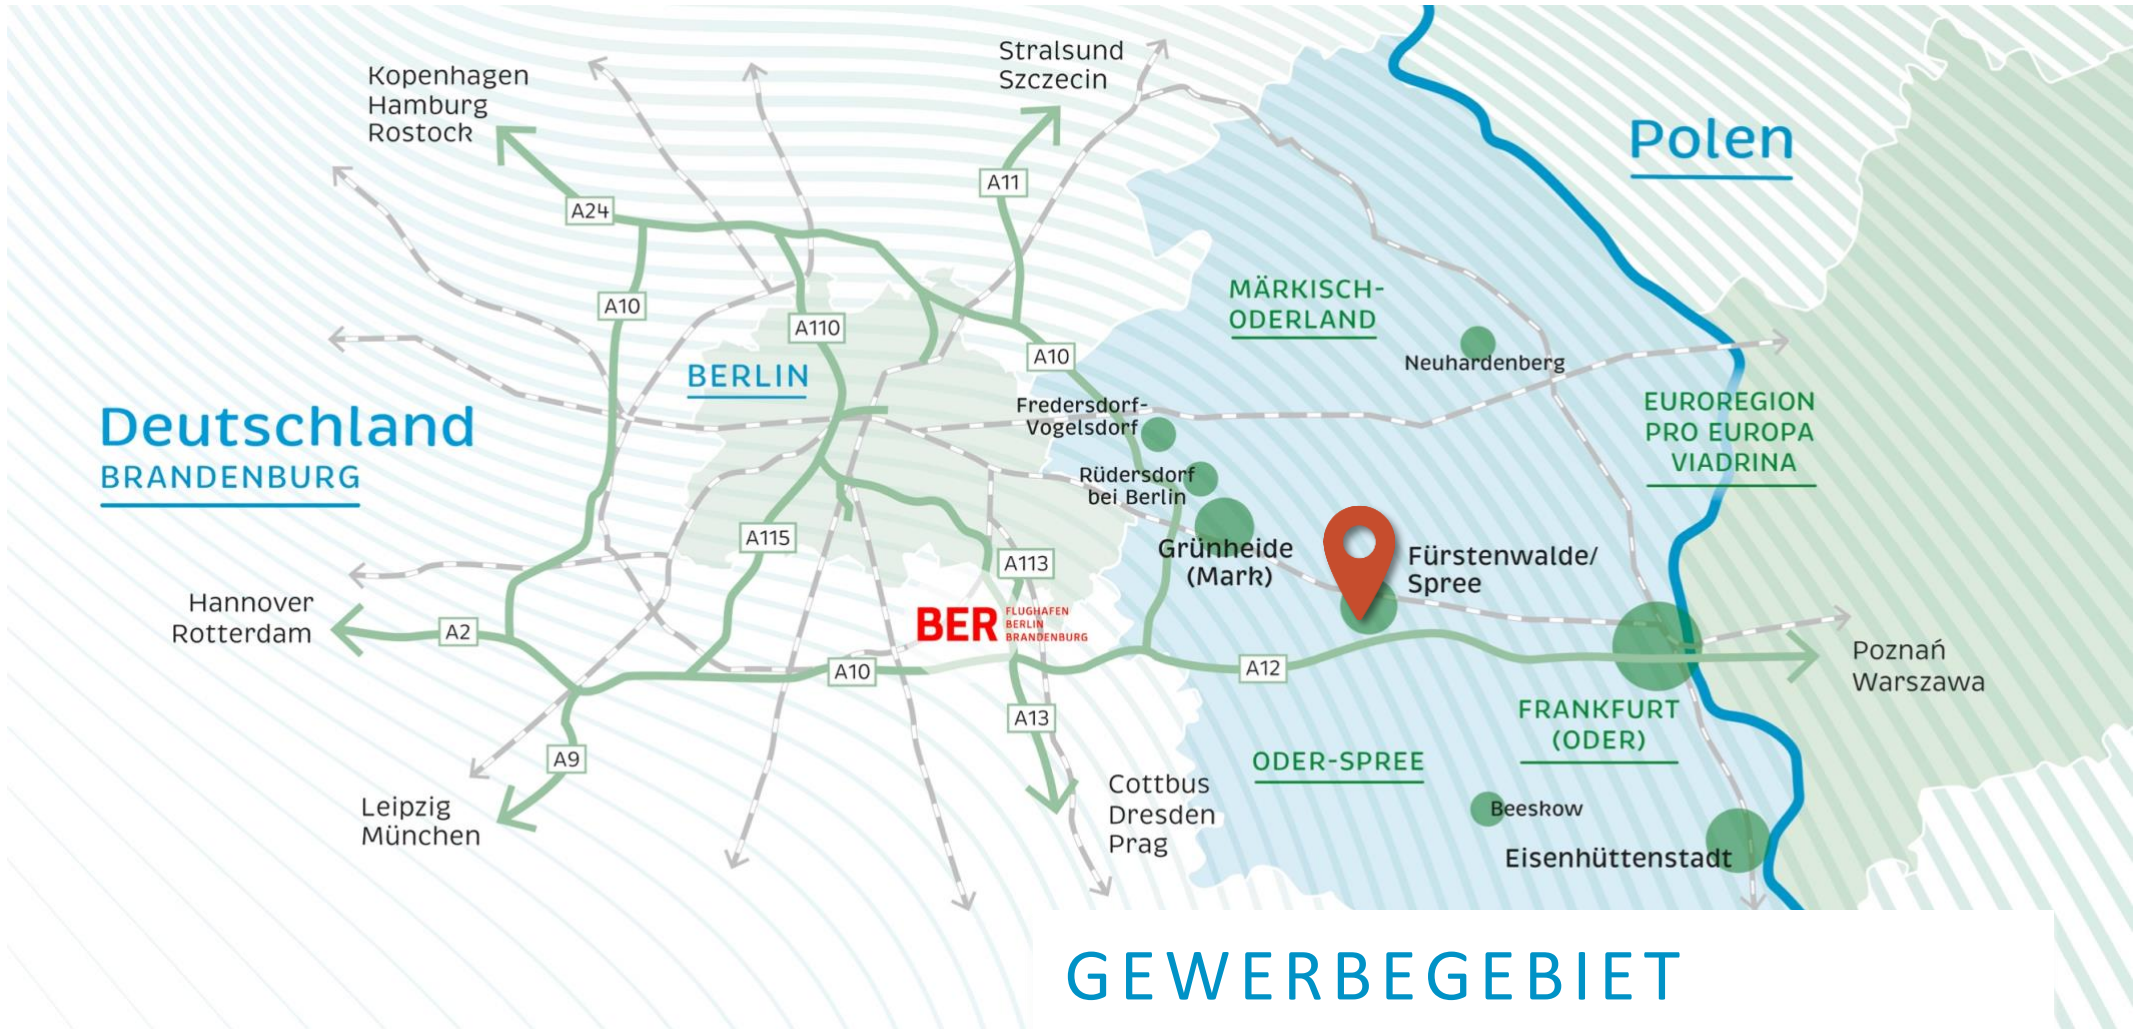 Kopenhagen
Hamburg
Rostock
Stralsund
Szczecin
A24
A11
Polen
A10
A110
A10
MÄRKISCH-
ODERLAND
Neuhardenberg
BERLIN
Deutschland
BRANDENBURG
Fredersdorf-
Vogelsdorf
EUROREGION
PRO EUROPA
VIADRINA
Rüdersdorf
bei Berlin
A115
A113
Grünheide
(Mark)
Fürstenwalde/
Spree
Hannover
Rotterdam
A2
BER
FLUGHAFEN
BERLIN
BRANDENBURG
A10
A12
Poznań
Warszawa
A13
FRANKFURT
(ODER)
A9
ODER-SPREE
Leipzig
München
Cottbus
Dresden
Prag
Beeskow
Eisenhüttenstadt
GEWERBEGEBIET